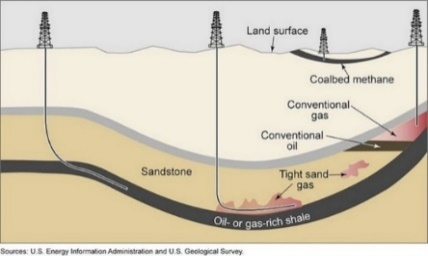 Land surface
Coalbed methane
Conventional
gas
Conventional
oil
Sandstone
Tight sand
gas
Oil- or gas-rich shale
Sources: U.S. Energy Information Administration and U.S. Geological Survey.